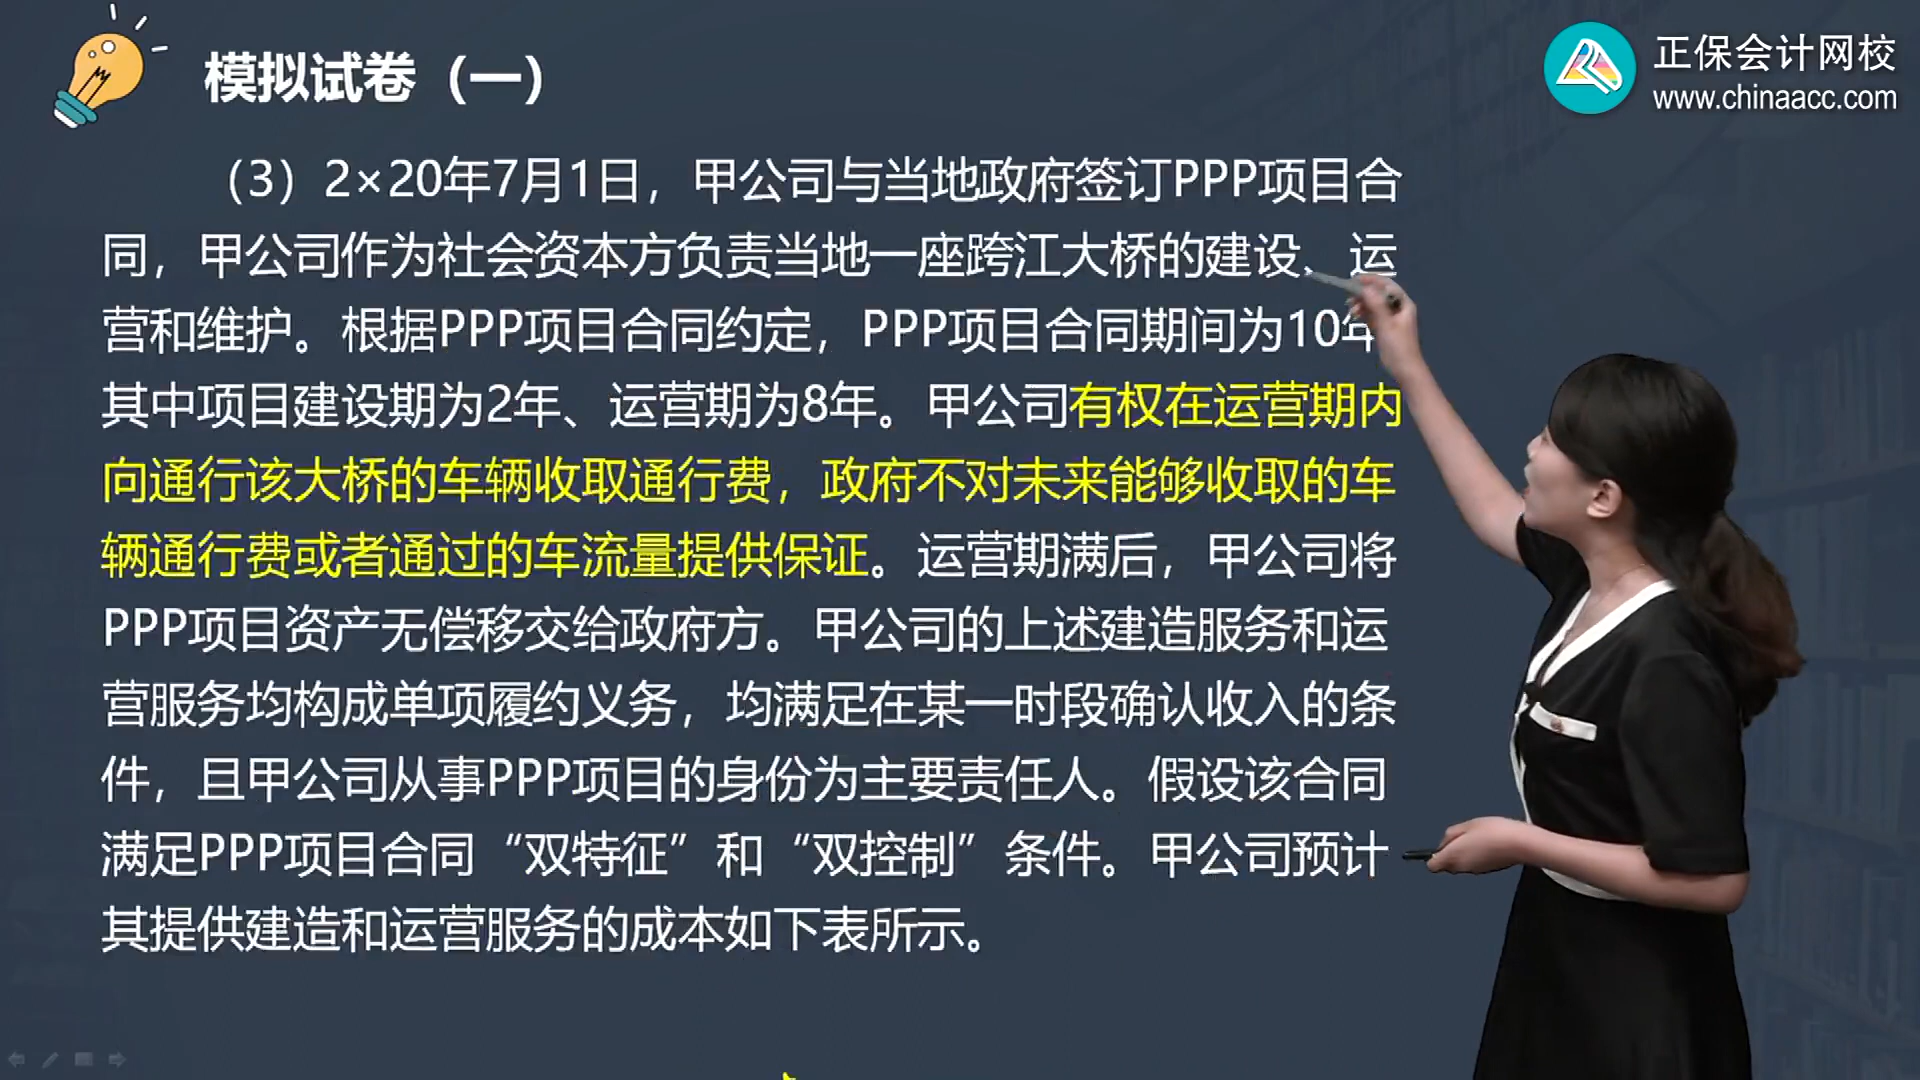 模拟试卷（一）
正保会计网校
www.chinaacc.com
（3）2×20年7月1日，甲公司与当地政府签订PPP项目合
同，甲公司作为社会资本方负责当地一座跨江大桥的建设、运
营和维护。根据PPP项目合同约定，PPP项目合同期间为10年
其中项目建设期为2年、运营期为8年。甲公司有权在运营期内
向通行该大桥的车辆收取通行费，政府不对未来能够收取的车
辆通行费或者通过的车流量提供保证。运营期满后，甲公司将
PPP项目资产无偿移交给政府方。甲公司的上述建造服务和运
营服务均构成单项履约义务，均满足在某一时段确认收入的条
件，且甲公司从事PPP项目的身份为主要责任人。假设该合同
满足PPP项目合同“双特征”和“双控制”条件。甲公司预计
其提供建造和运营服务的成本如下表所示。